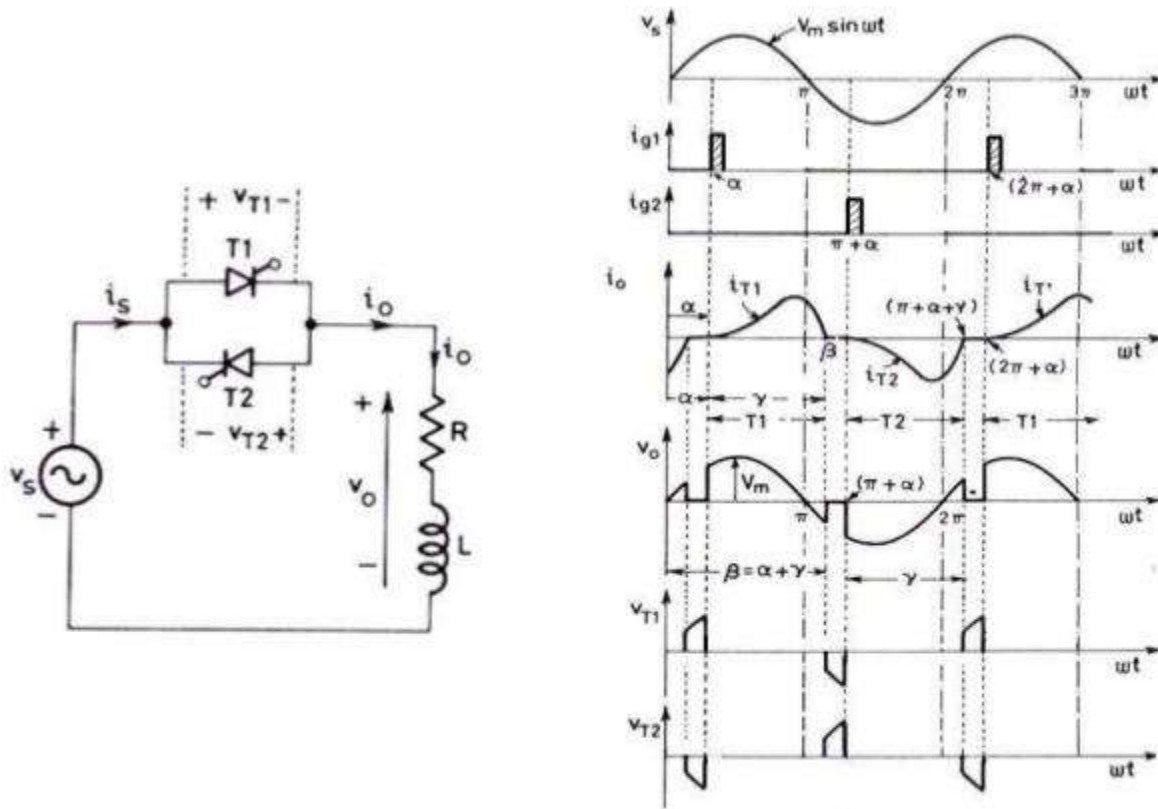 + vT1 -
T1
is
io
io
T2
- vT2 +
+
vs
-
+
vo
-
R
L
vs
Vm sin ωt
π
2π
3π
ωt
ig1
α
(2π+α)
ωt
ig2
π+α
ωt
io
iT1
(π+α+γ)
iT'
α
β
iT2
(2π+α)
ωt
α
γ
T1
T2
T1
vo
Vm
(π+α)
π
2π
ωt
β=α+γ
γ
vT1
ωt
vT2
ωt